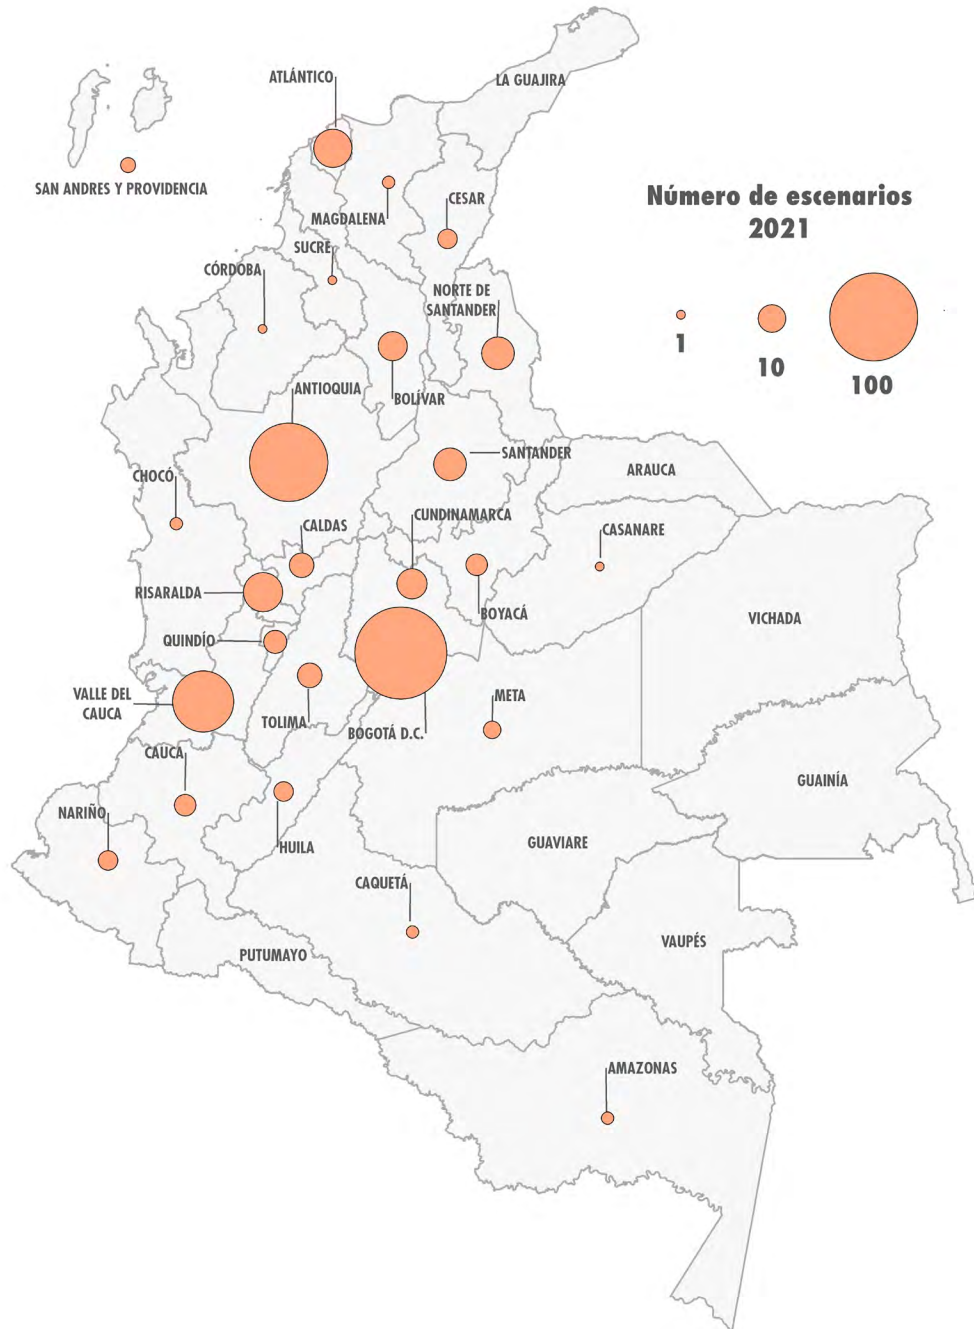 ATLÁNTICO
LA GUAJIRA
SAN ANDRES Y PROVIDENCIA
MAGDALENA
CESAR
Número de escenarios
2021
SUCRE
CÓRDOBA
NORTE DE
SANTANDER
1
10
100
ANTIOQUIA
BOLÍVAR
SANTANDER
ARAUCA
CHOCÓ
CUNDINAMARCA
CALDAS
CASANARE
RISARALDA
BOYACÁ
VICHADA
QUINDÍO
VALLE DEL
CAUCA
META
TOLIMA
BOGOTÁ D.C.
CAUCA
GUAINÍA
NARIÑO
HUILA
GUAVIARE
CAQUETÁ
VAUPÉS
PUTUMAYO
AMAZONAS